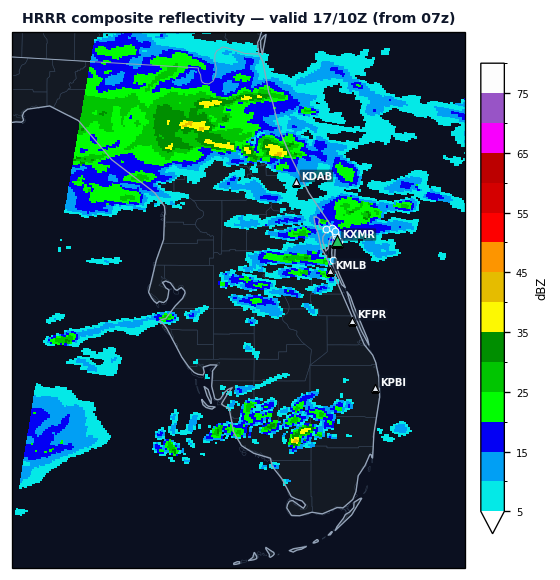 HRRR composite reflectivity — valid 17/10Z (from 07z)
KDAB
KXMR
KMLB
KFPR
KPBI
75
65
55
45
35
25
15
5
dBZ